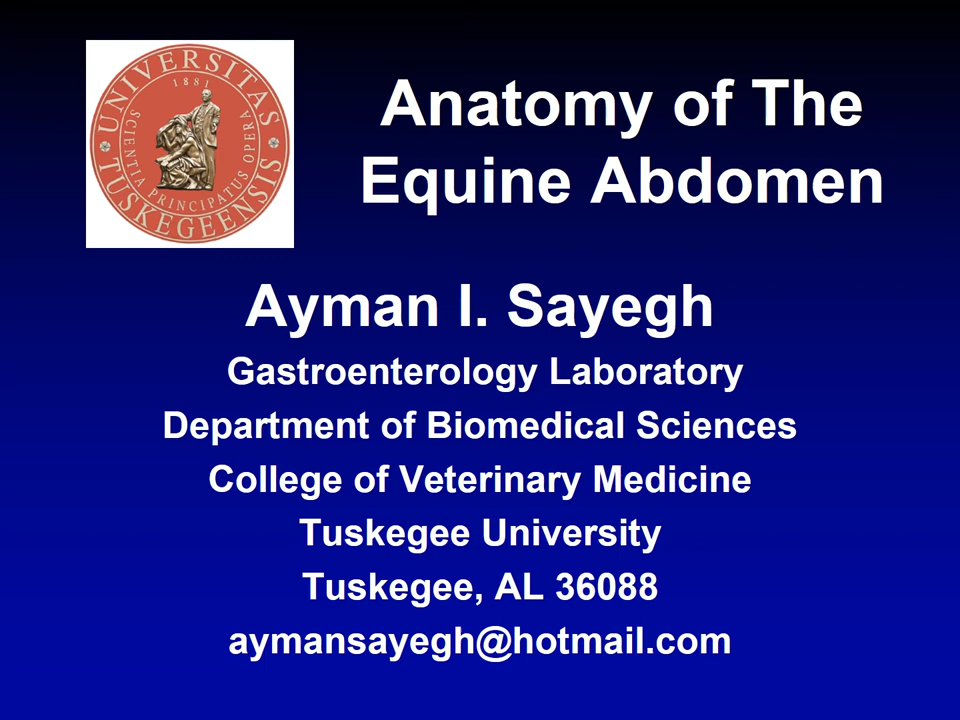 UNIVERSITAS
1881
SCIENTIA PRINCIPATUS OPERA
TUSKEGEENSIS
Anatomy of The
Equine Abdomen
Ayman I. Sayegh
Gastroenterology Laboratory
Department of Biomedical Sciences
College of Veterinary Medicine
Tuskegee University
Tuskegee, AL 36088
aymansayegh@hotmail.com